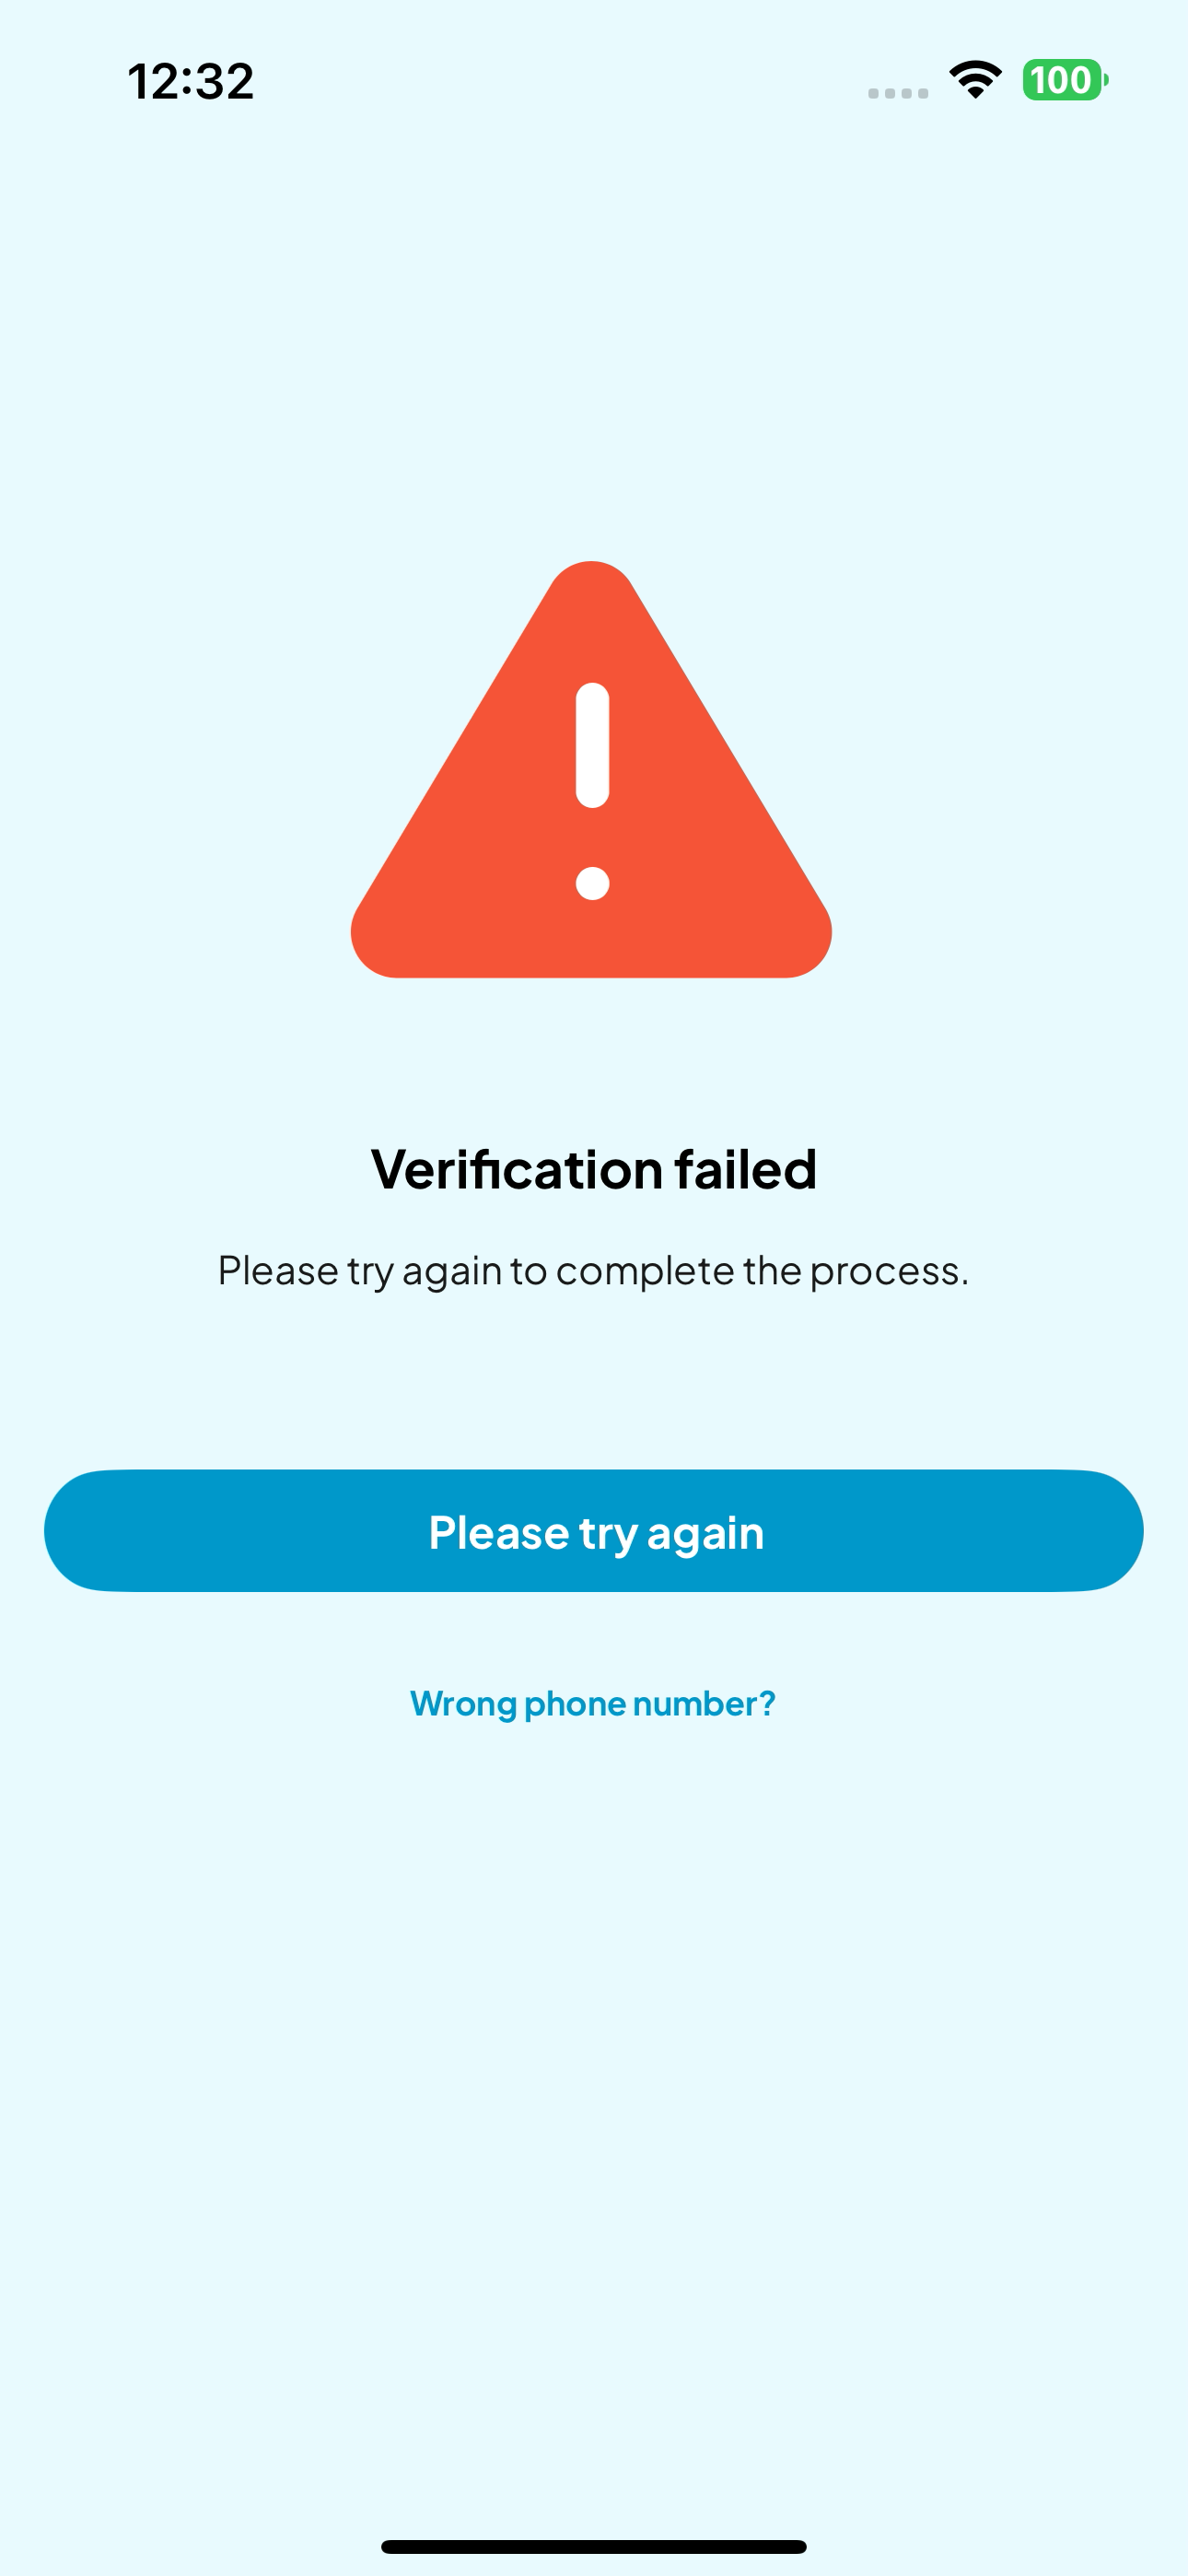 12:32
100
Verification failed
Please try again to complete the process.
Please try again
Wrong phone number?